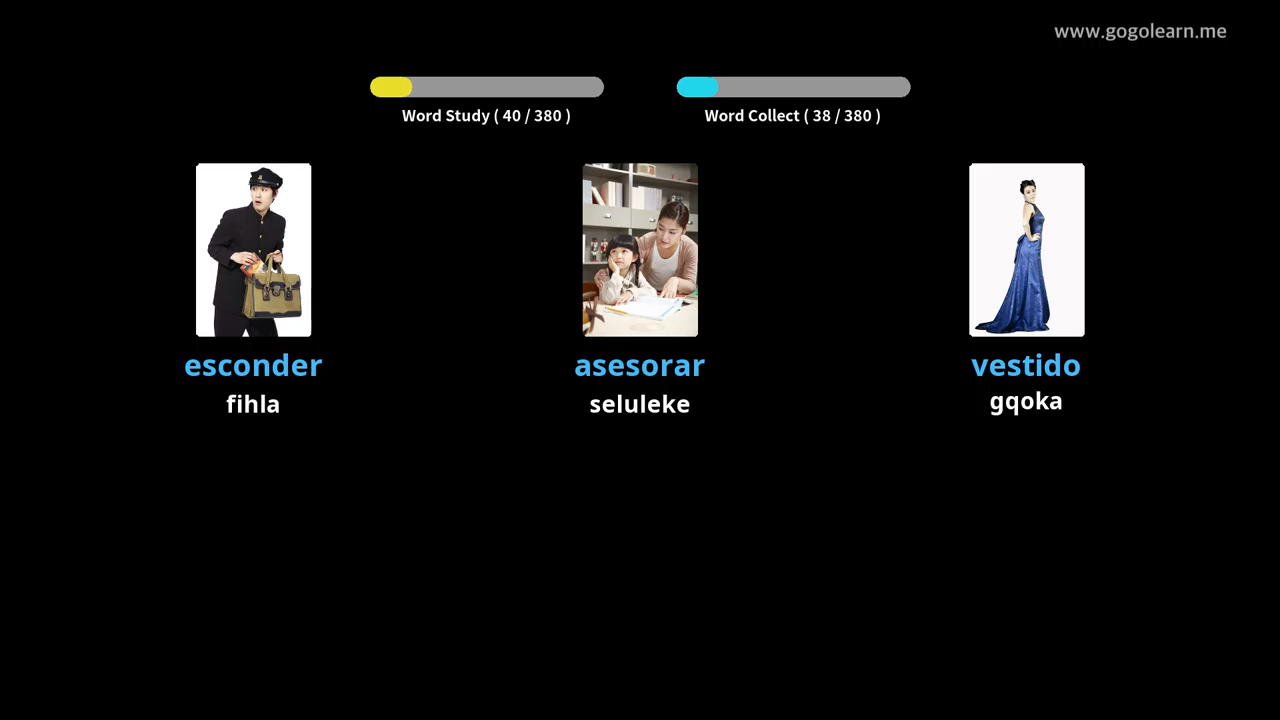 www.gogolearn.me
Word Study ( 40 / 380 )
Word Collect ( 38 / 380 )
esconder
fihla
asesorar
seluleke
vestido
gqoka